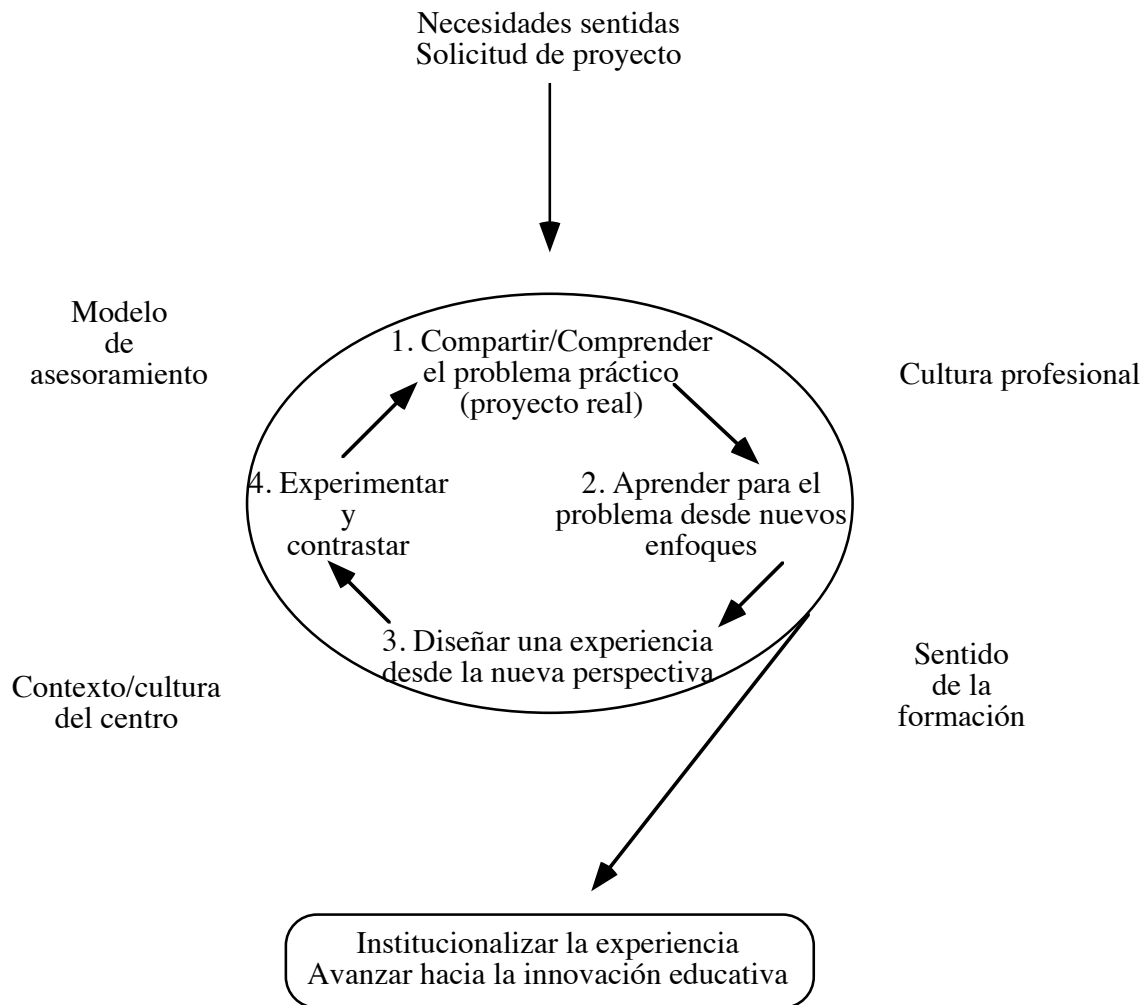 Necesidades sentidas
Solicitud de proyecto
Modelo
de
asesoramiento
1. Compartir/Comprender
el problema práctico
(proyecto real)
Cultura profesional
4. Experimentar
y
contrastar
2. Aprender para el
problema desde nuevos
enfoques
3. Diseñar una experiencia
desde la nueva perspectiva
Contexto/cultura
del centro
Sentido
de la
formación
Institucionalizar la experiencia
Avanzar hacia la innovación educativa